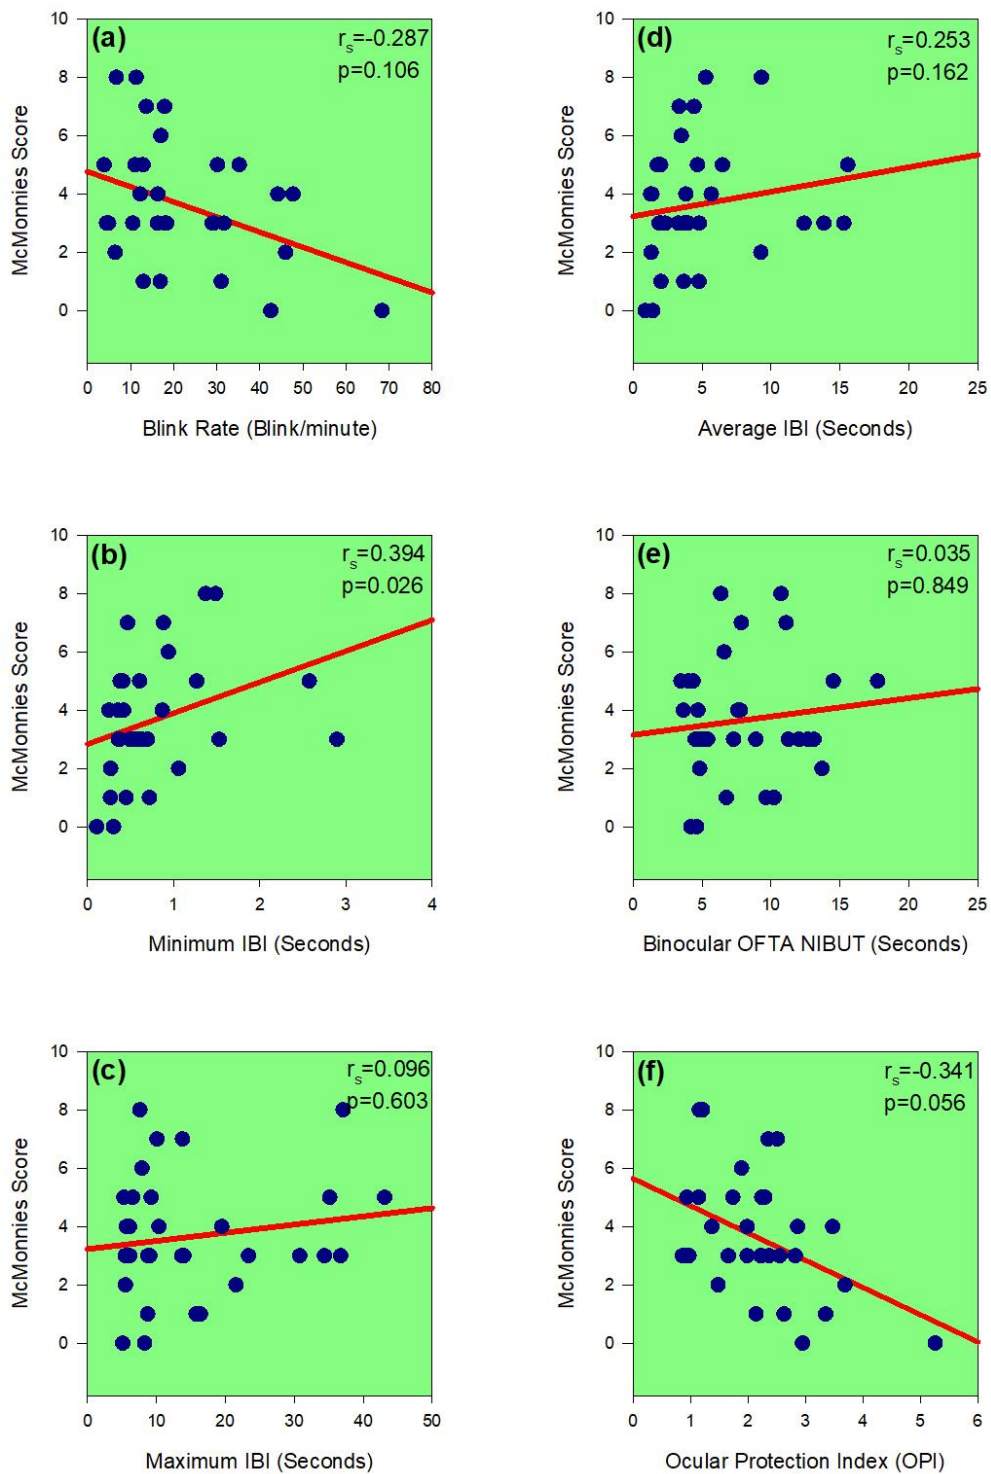 (a)
r_s=-0.287
p=0.106
McMonnies Score
10
8
6
4
2
0
0 10 20 30 40 50 60 70 80
Blink Rate (Blink/minute)
(d)
r_s=0.253
p=0.162
McMonnies Score
10
8
6
4
2
0
0 5 10 15 20 25
Average IBI (Seconds)
(b)
r_s=0.394
p=0.026
McMonnies Score
10
8
6
4
2
0
0 1 2 3 4
Minimum IBI (Seconds)
(e)
r_s=0.035
p=0.849
McMonnies Score
10
8
6
4
2
0
0 5 10 15 20 25
Binocular OFTA NIBUT (Seconds)
(c)
r_s=0.096
p=0.603
McMonnies Score
10
8
6
4
2
0
0 10 20 30 40 50
Maximum IBI (Seconds)
(f)
r_s=-0.341
p=0.056
McMonnies Score
10
8
6
4
2
0
0 1 2 3 4 5 6
Ocular Protection Index (OPI)